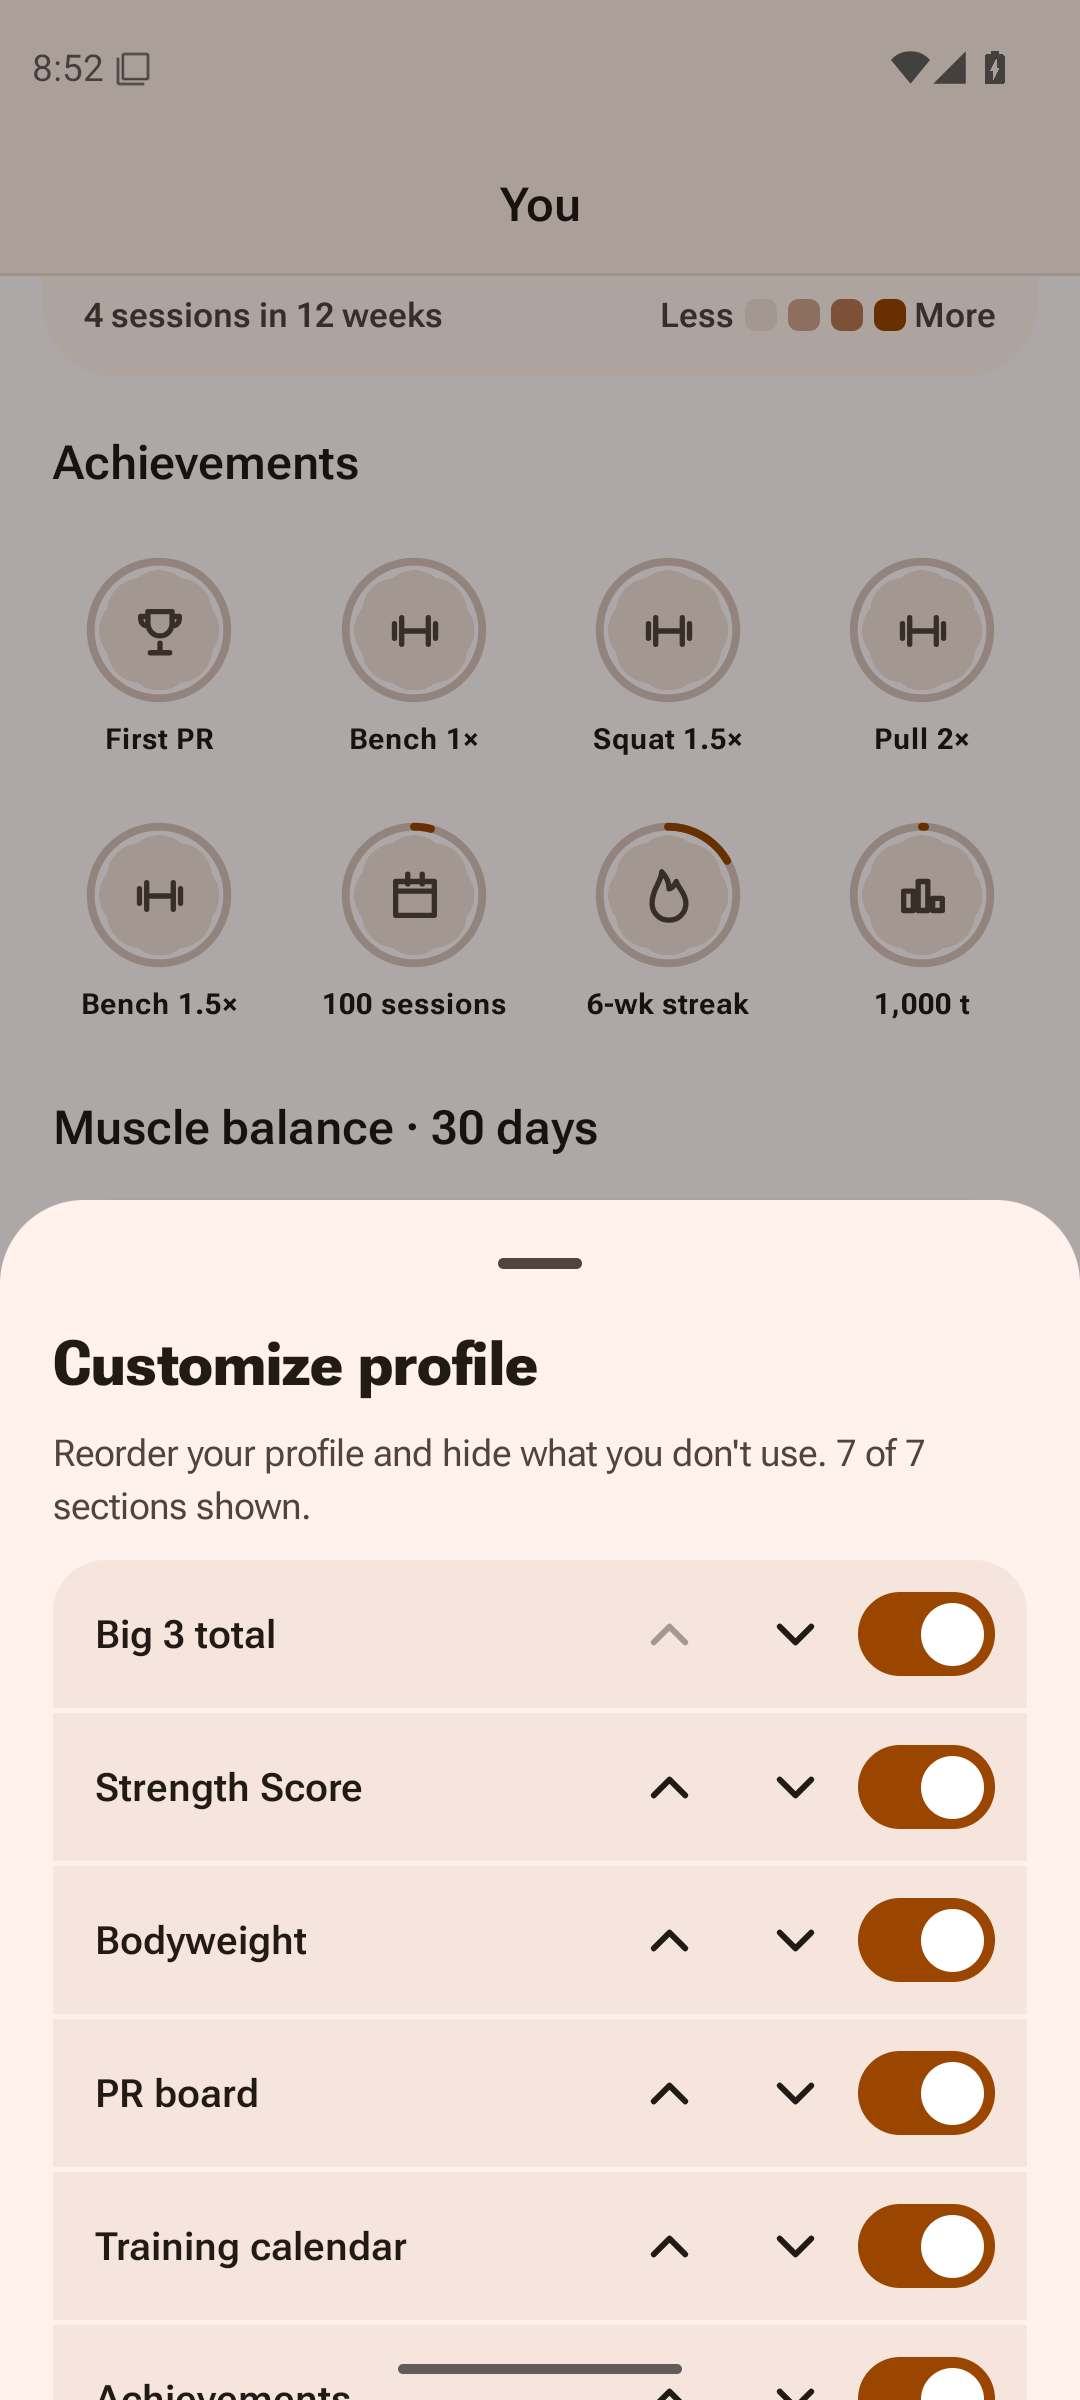 8:52
You
4 sessions in 12 weeks
Less More
Achievements
First PR
Bench 1×
Squat 1.5×
Pull 2×
Bench 1.5×
100 sessions
6-wk streak
1,000 t
Muscle balance · 30 days
Customize profile
Reorder your profile and hide what you don't use. 7 of 7
sections shown.
Big 3 total
Strength Score
Bodyweight
PR board
Training calendar
Achievements